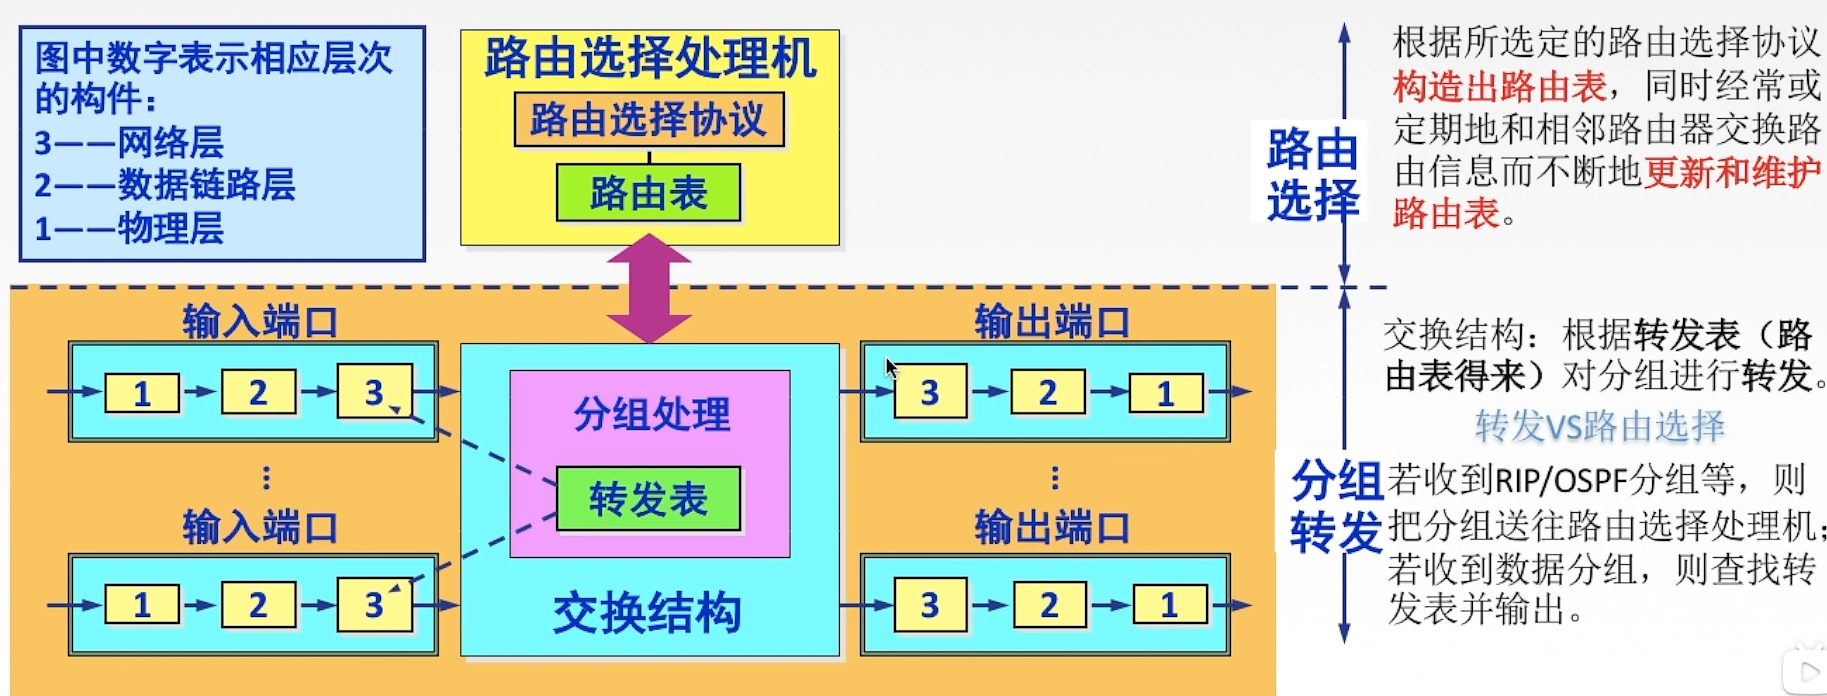 图中数字表示相应层次
的构件：
3——网络层
2——数据链路层
1——物理层
路由选择处理机
路由选择协议
路由表
路由
选择
根据所选定的路由选择协议
构造出路由表，同时经常或
定期地和相邻路由器交换路
由信息而不断地更新和维护
路由表。
输入端口
1 2 3
⋮
输入端口
1 2 3
分组处理
转发表
交换结构
输出端口
3 2 1
⋮
输出端口
3 2 1
分组
转发
交换结构：根据转发表（路
由表得来）对分组进行转发。
转发VS路由选择
若收到RIP/OSPF分组等，则
把分组送往路由选择处理机；
若收到数据分组，则查找转
发表并输出。